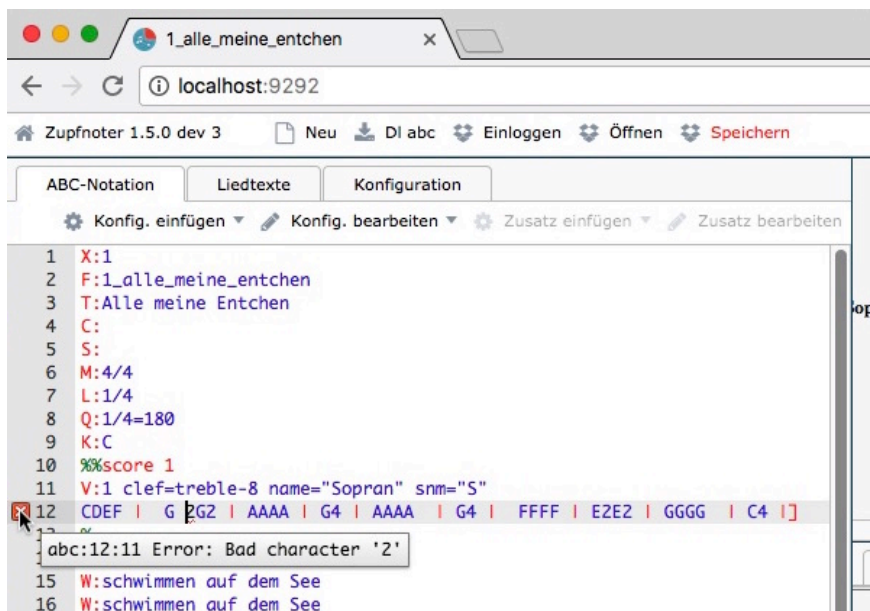 1_alle_meine_entchen
localhost:9292
Zupfnoter 1.5.0 dev 3 Neu Dl abc Einloggen Öffnen Speichern
ABC-Notation Liedtexte Konfiguration
Konfig. einfügen Konfig. bearbeiten Zusatz einfügen Zusatz bearbeiten
1 X:1
2 F:1_alle_meine_entchen
3 T:Alle meine Entchen
4 C:
5 S:
6 M:4/4
7 L:1/4
8 Q:1/4=180
9 K:C
10 %%score 1
11 V:1 clef=treble-8 name="Sopran" snm="S"
12 CDEF | G 2G2 | AAAA | G4 | AAAA | G4 | FFFF | E2E2 | GGGG | C4 |]
abc:12:11 Error: Bad character '2'
15 W:schwimmen auf dem See
16 W:schwimmen auf dem See